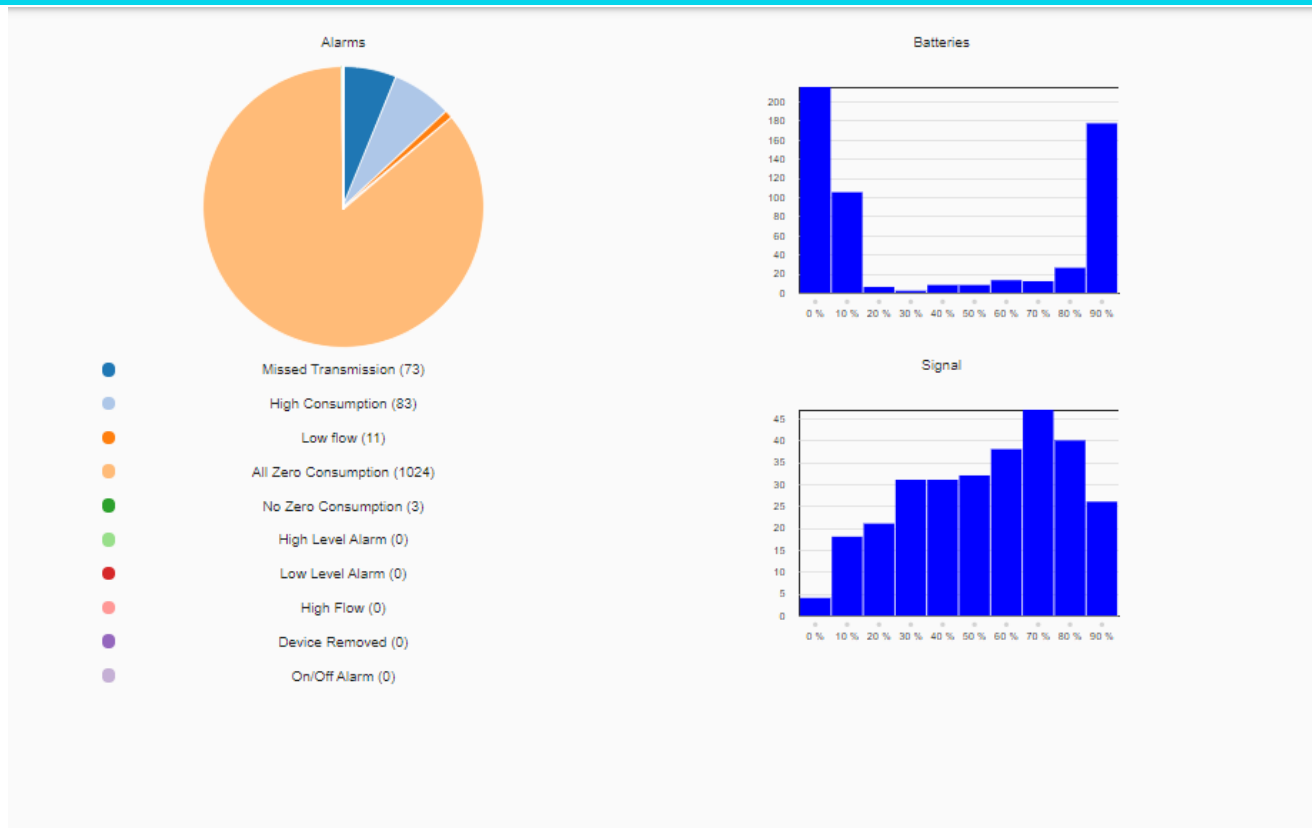 Alarms
Missed Transmission (73)
High Consumption (83)
Low flow (11)
All Zero Consumption (1024)
No Zero Consumption (3)
High Level Alarm (0)
Low Level Alarm (0)
High Flow (0)
Device Removed (0)
On/Off Alarm (0)
Batteries
200
180
160
140
120
100
80
60
40
20
0
0 % 10 % 20 % 30 % 40 % 50 % 60 % 70 % 80 % 90 %
Signal
45
40
35
30
25
20
15
10
5
0
0 % 10 % 20 % 30 % 40 % 50 % 60 % 70 % 80 % 90 %